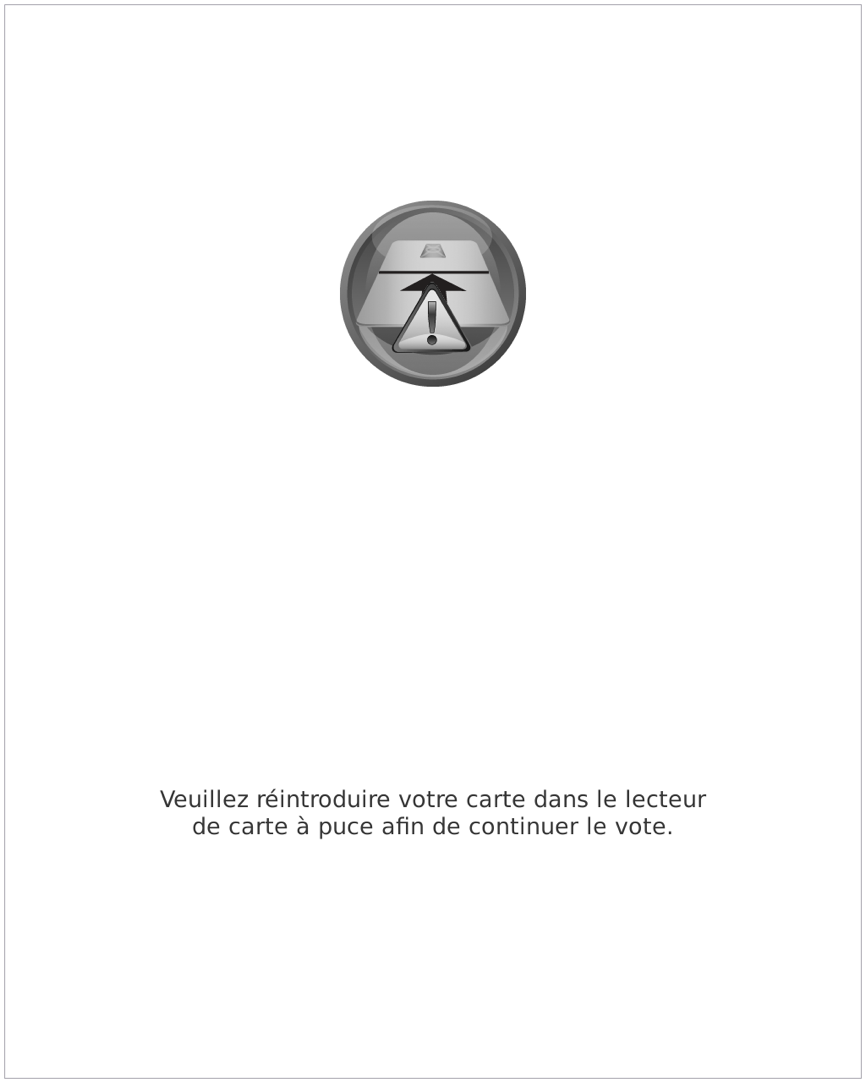 Veuillez réintroduire votre carte dans le lecteur
de carte à puce afin de continuer le vote.